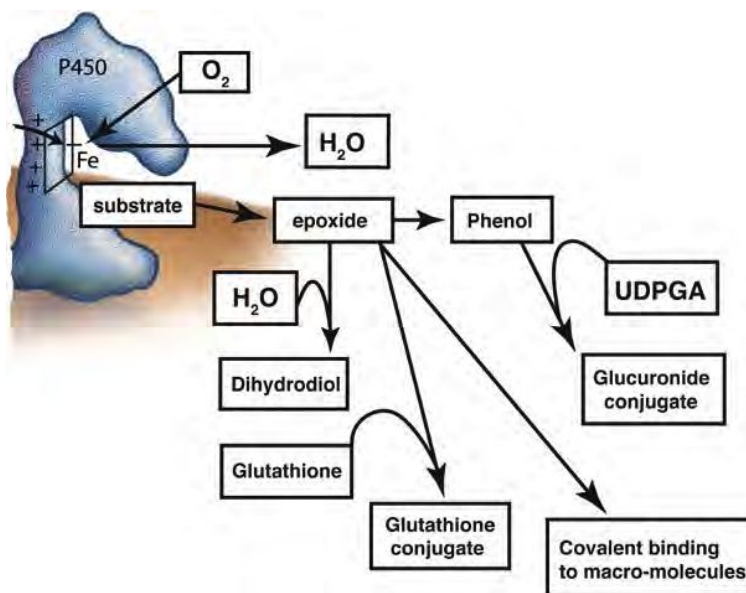 P450
O₂
+
+
+
+
Fe
H₂O
substrate
epoxide
Phenol
H₂O
UDPGA
Dihydrodiol
Glucuronide
conjugate
Glutathione
Glutathione
conjugate
Covalent binding
to macro-molecules